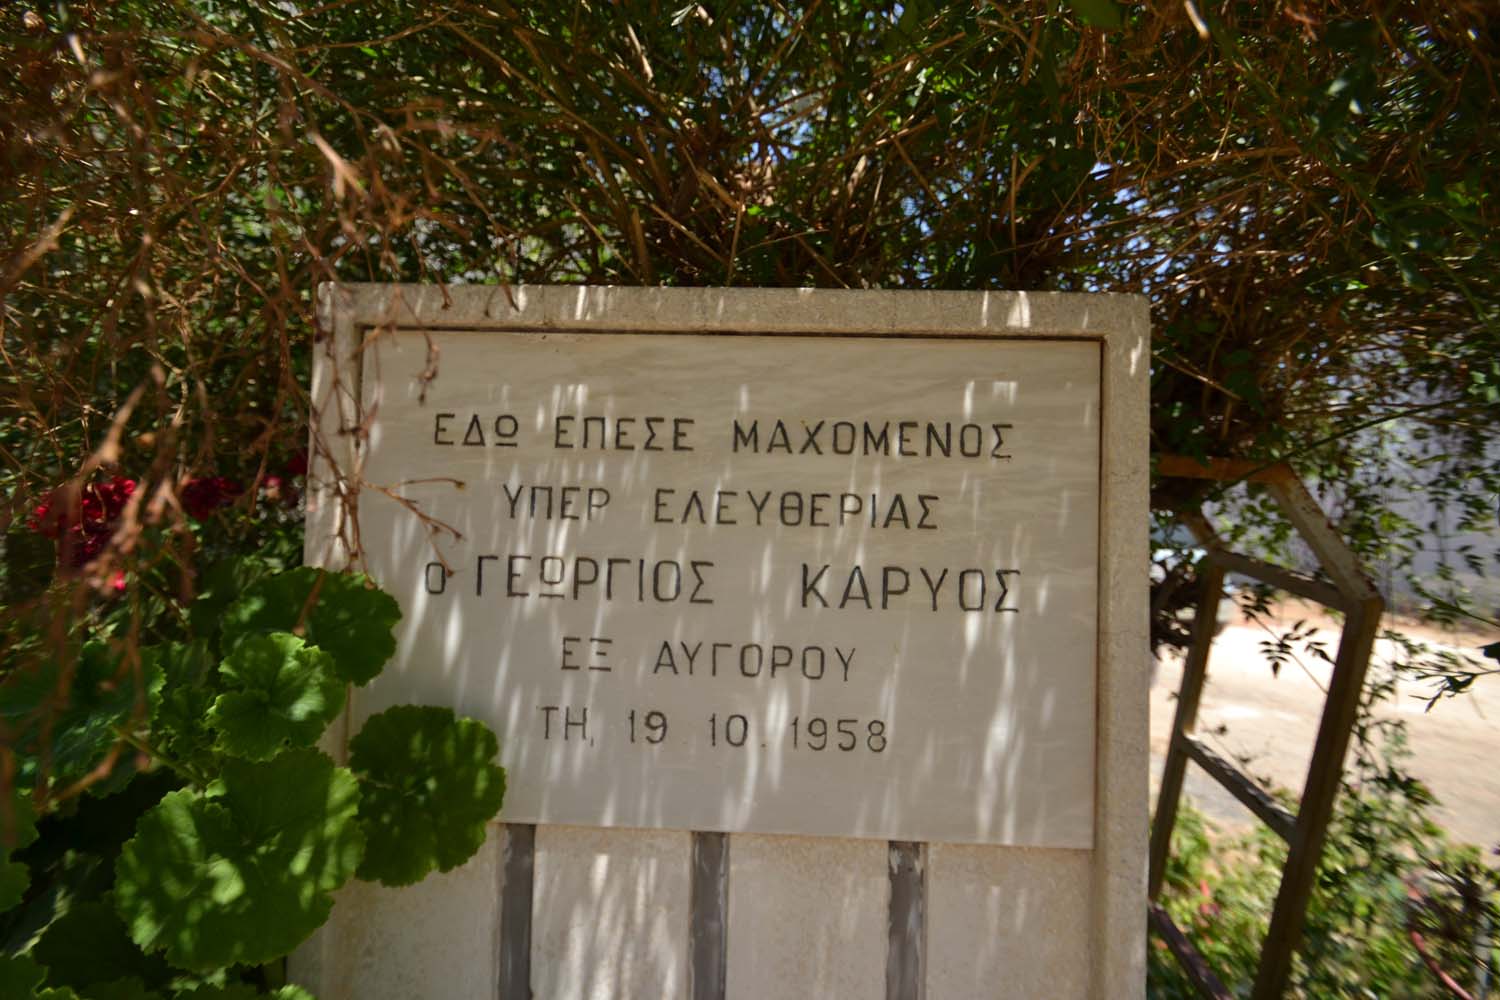 ΕΔΩ ΕΠΕΣΕ ΜΑΧΟΜΕΝΟΣ
ΥΠΕΡ ΕΛΕΥΘΕΡΙΑΣ
Ο ΓΕΩΡΓΙΟΣ ΚΑΡΥΟΣ
ΕΞ ΑΥΓΟΡΟΥ
ΤΗ, 19 10. 1958